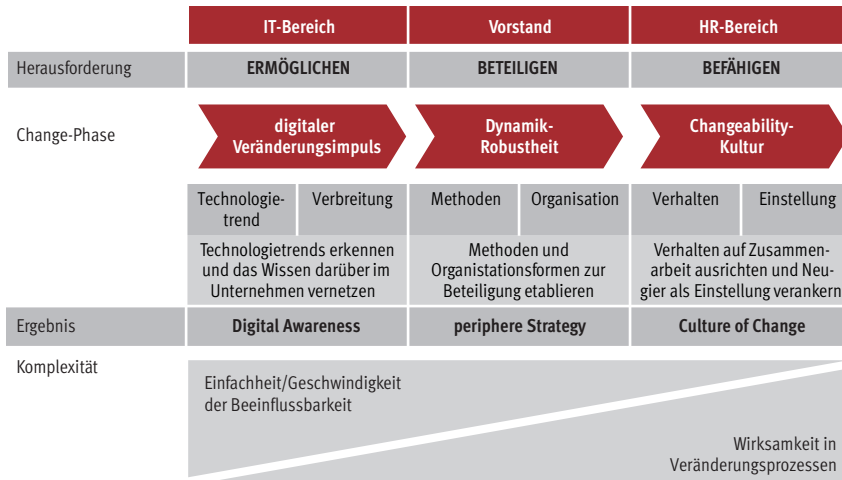 IT-Bereich
Vorstand
HR-Bereich
Herausforderung
ERMÖGLICHEN
BETEILIGEN
BEFÄHIGEN
Change-Phase
digitaler
Veränderungsimpuls
Dynamik-
Robustheit
Changeability-
Kultur
Technologie-
trend
Verbreitung
Methoden
Organisation
Verhalten
Einstellung
Technologietrends erkennen
und das Wissen darüber im
Unternehmen vernetzen
Methoden und
Organistationsformen zur
Beteiligung etablieren
Verhalten auf Zusammen-
arbeit ausrichten und Neu-
gier als Einstellung verankern
Ergebnis
Digital Awareness
periphere Strategy
Culture of Change
Komplexität
Einfachheit/Geschwindigkeit
der Beeinflussbarkeit
Wirksamkeit in
Veränderungsprozessen